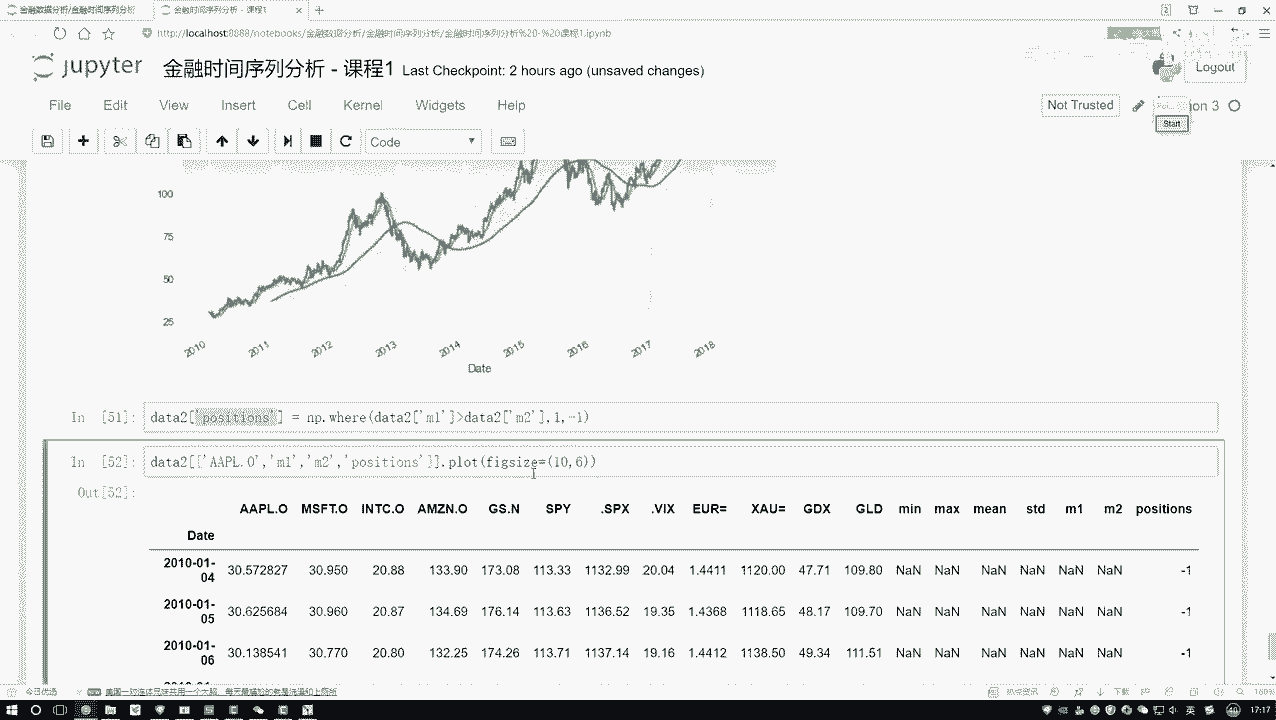 金融数据分析/金融时间序列分析
金融时间序列分析 - 课程1
http://localhost:8888/notebooks/金融数据分析/金融时间序列分析/金融时间序列分析%20-%20课程1.ipynb
jupyter 金融时间序列分析 - 课程1 Last Checkpoint: 2 hours ago (unsaved changes)
Logout
File Edit View Insert Cell Kernel Widgets Help
Not Trusted
on 3
Start
Code
100
75
50
25
2010 2011 2012 2013 2014 2015 2016 2017 2018
Date
In [51]: data2['positions'] = np.where(data2['m1']>data2['m2'],1,-1)
In [52]: data2[['AAPL.O','m1','m2','positions']].plot(figsize=(10,6))
Out[52]:
AAPL.O MSFT.O INTC.O AMZN.O GS.N SPY .SPX .VIX EUR= XAU= GDX GLD min max mean std m1 m2 positions
Date
2010-01-04 30.572827 30.950 20.88 133.90 173.08 113.33 1132.99 20.04 1.4411 1120.00 47.71 109.80 NaN NaN NaN NaN NaN NaN -1
2010-01-05 30.625684 30.960 20.87 134.69 176.14 113.63 1136.52 19.35 1.4368 1118.65 48.17 109.70 NaN NaN NaN NaN NaN NaN -1
2010-01-06 30.138541 30.770 20.80 132.25 174.26 113.71 1137.14 19.16 1.4412 1138.50 49.34 111.51 NaN NaN NaN NaN NaN NaN -1
今日优选
下载
160%
英
17:17